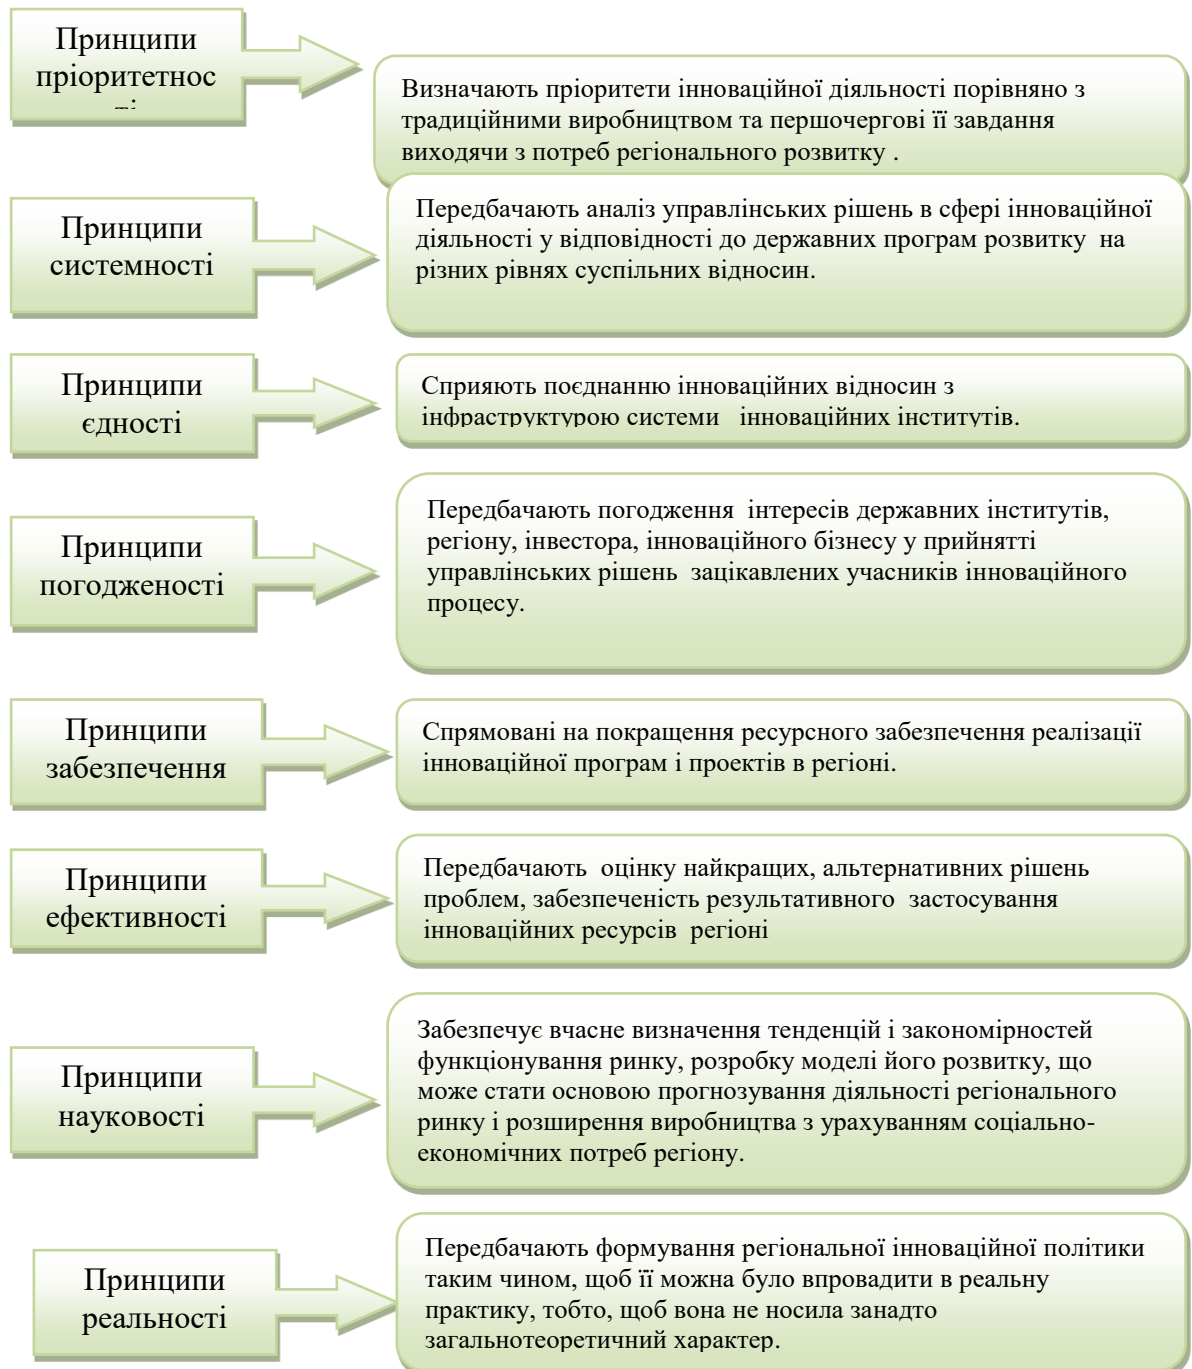 Принципи
пріоритетнос
ті
Визначають пріоритети інноваційної діяльності порівняно з
традиційними виробництвом та першочергові її завдання
виходячи з потреб регіонального розвитку .
Принципи
системності
Передбачають аналіз управлінських рішень в сфері інноваційної
діяльності у відповідності до державних програм розвитку на
різних рівнях суспільних відносин.
Принципи
єдності
Сприяють поєднанню інноваційних відносин з
інфраструктурою системи інноваційних інститутів.
Принципи
погодженості
Передбачають погодження інтересів державних інститутів,
регіону, інвестора, інноваційного бізнесу у прийнятті
управлінських рішень зацікавлених учасників інноваційного
процесу.
Принципи
забезпечення
Спрямовані на покращення ресурсного забезпечення реалізації
інноваційної програм і проектів в регіоні.
Принципи
ефективності
Передбачають оцінку найкращих, альтернативних рішень
проблем, забезпеченість результативного застосування
інноваційних ресурсів регіоні
Принципи
науковості
Забезпечує вчасне визначення тенденцій і закономірностей
функціонування ринку, розробку моделі його розвитку, що
може стати основою прогнозування діяльності регіонального
ринку і розширення виробництва з урахуванням соціально-
економічних потреб регіону.
Принципи
реальності
Передбачають формування регіональної інноваційної політики
таким чином, щоб її можна було впровадити в реальну
практику, тобто, щоб вона не носила занадто
загальнотеоретичний характер.